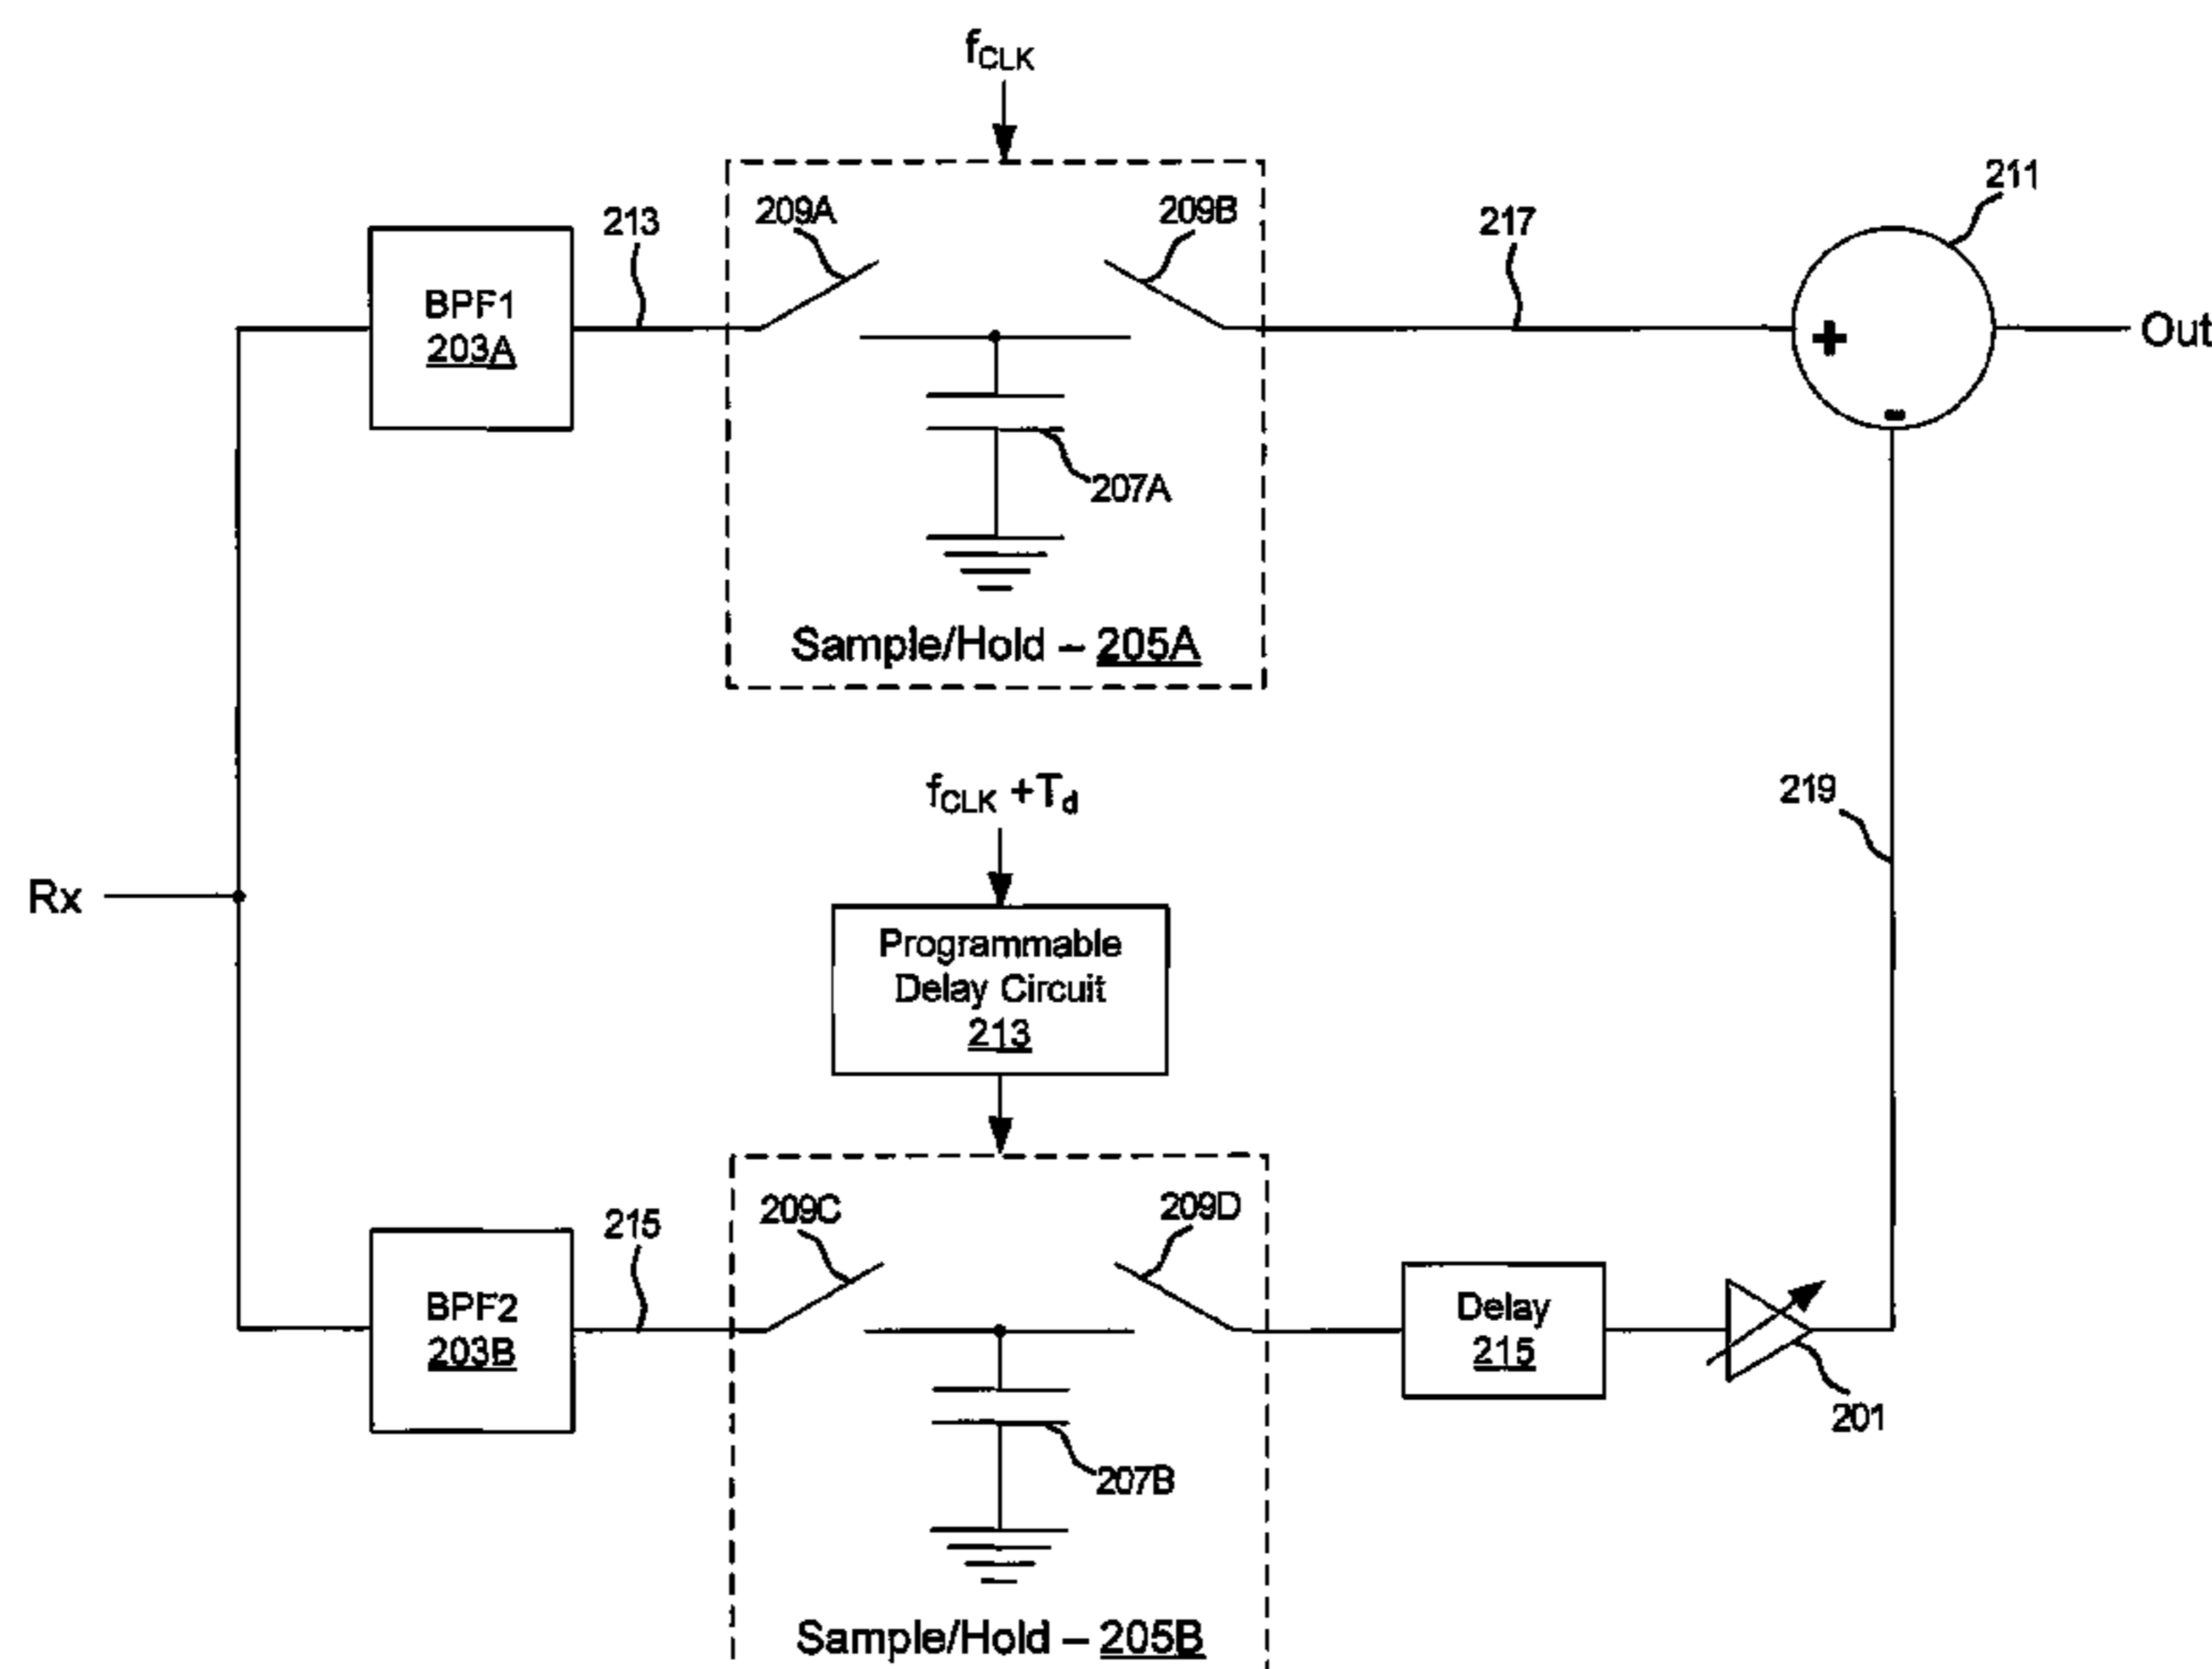 fCLK
209A
209B
211
213
217
BPF1
203A
+
Out
-
207A
Sample/Hold – 205A
fCLK +Td
219
Rx
Programmable
Delay Circuit
213
209C
209D
215
BPF2
203B
Delay
215
201
207B
Sample/Hold – 205B